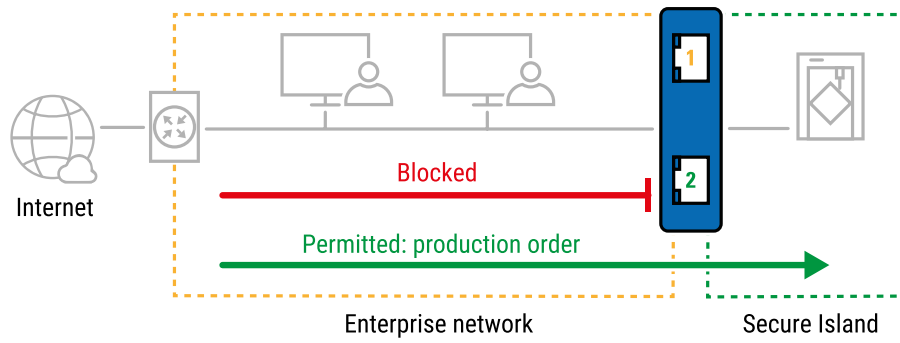 1
Blocked
2
Internet
Permitted: production order
Enterprise network
Secure Island